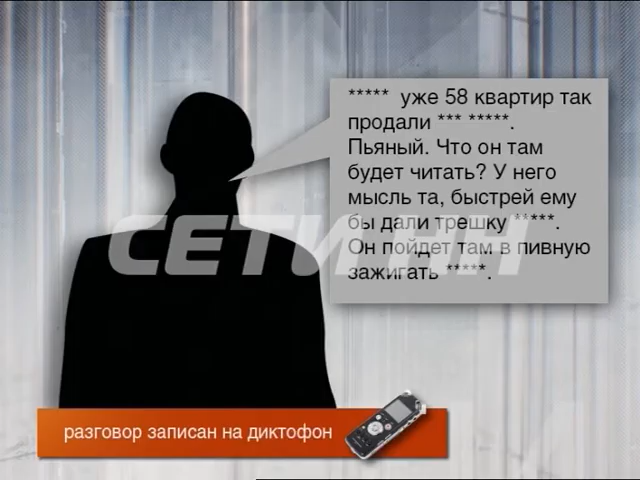 ***** уже 58 квартир так
продали *** *****.
Пьяный. Что он там
будет читать? У него
мысль та, быстрей ему
бы дали трешку *****.
Он пойдет там в пивную
зажигать *****.
СЕТИ НН
разговор записан на диктофон